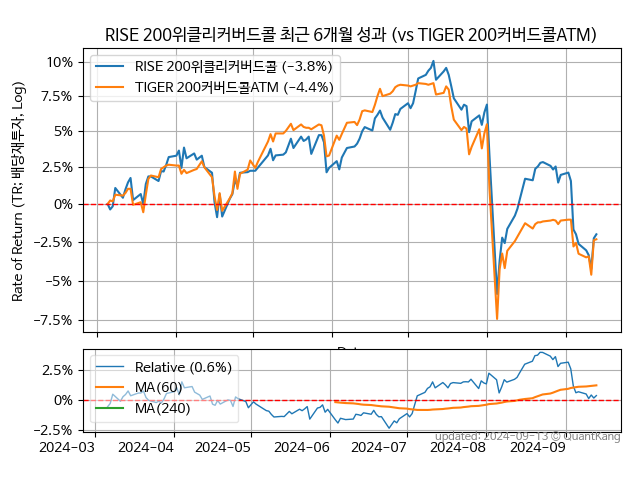 RISE 200위클리커버드콜 최근 6개월 성과 (vs TIGER 200커버드콜ATM)
RISE 200위클리커버드콜 (−3.8%)
TIGER 200커버드콜ATM (−4.4%)
Rate of Return (TR: 배당재투자, Log)
10%
7.5%
5%
2.5%
0%
−2.5%
−5%
−7.5%
Relative (0.6%)
MA(60)
MA(240)
2.5%
0%
−2.5%
2024−03
2024−04
2024−05
2024−06
2024−07
2024−08
2024−09
updated: 2024-09-13 © QuantKang